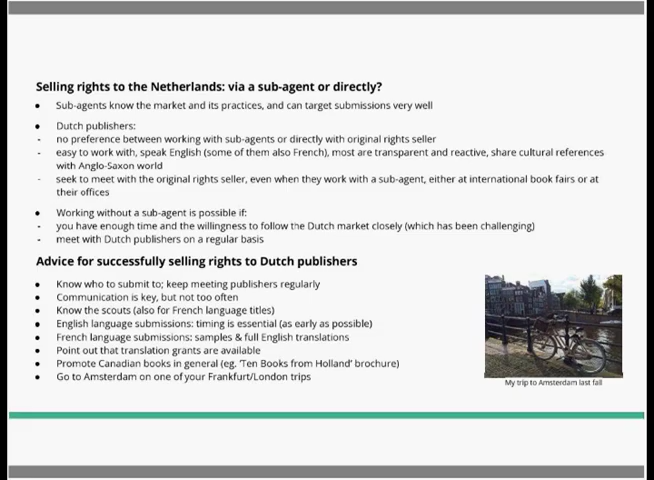 Selling rights to the Netherlands: via a sub-agent or directly?
• Sub-agents know the market and its practices, and can target submissions very well
• Dutch publishers:
- no preference between working with sub-agents or directly with original rights seller
- easy to work with, speak English (some of them also French), most are transparent and reactive, share cultural references
with Anglo-Saxon world
- seek to meet with the original rights seller, even when they work with a sub-agent, either at international book fairs or at
their offices
• Working without a sub-agent is possible if:
- you have enough time and the willingness to follow the Dutch market closely (which has been challenging)
- meet with Dutch publishers on a regular basis
Advice for successfully selling rights to Dutch publishers
• Know who to submit to; keep meeting publishers regularly
• Communication is key, but not too often
• Know the scouts (also for French language titles)
• English language submissions: timing is essential (as early as possible)
• French language submissions: samples & full English translations
• Point out that translation grants are available
• Promote Canadian books in general (eg. 'Ten Books from Holland' brochure)
• Go to Amsterdam on one of your Frankfurt/London trips
My trip to Amsterdam last fall